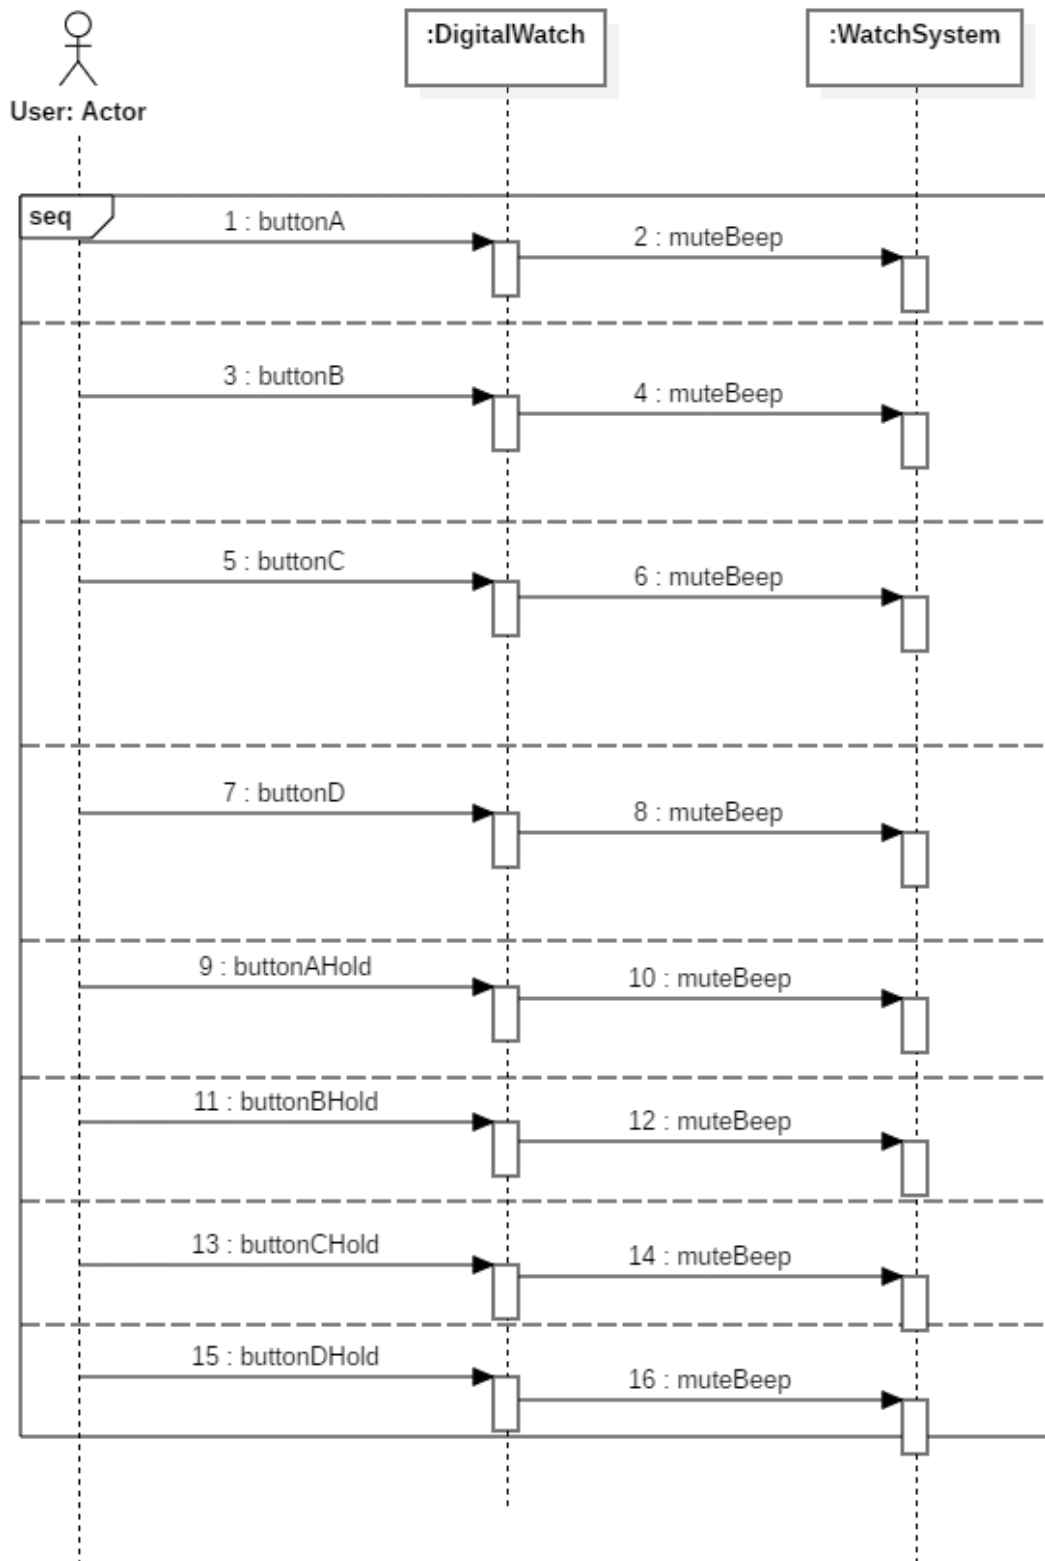 :DigitalWatch
:WatchSystem
User: Actor
seq
1 : buttonA
2 : muteBeep
3 : buttonB
4 : muteBeep
5 : buttonC
6 : muteBeep
7 : buttonD
8 : muteBeep
9 : buttonAHold
10 : muteBeep
11 : buttonBHold
12 : muteBeep
13 : buttonCHold
14 : muteBeep
15 : buttonDHold
16 : muteBeep